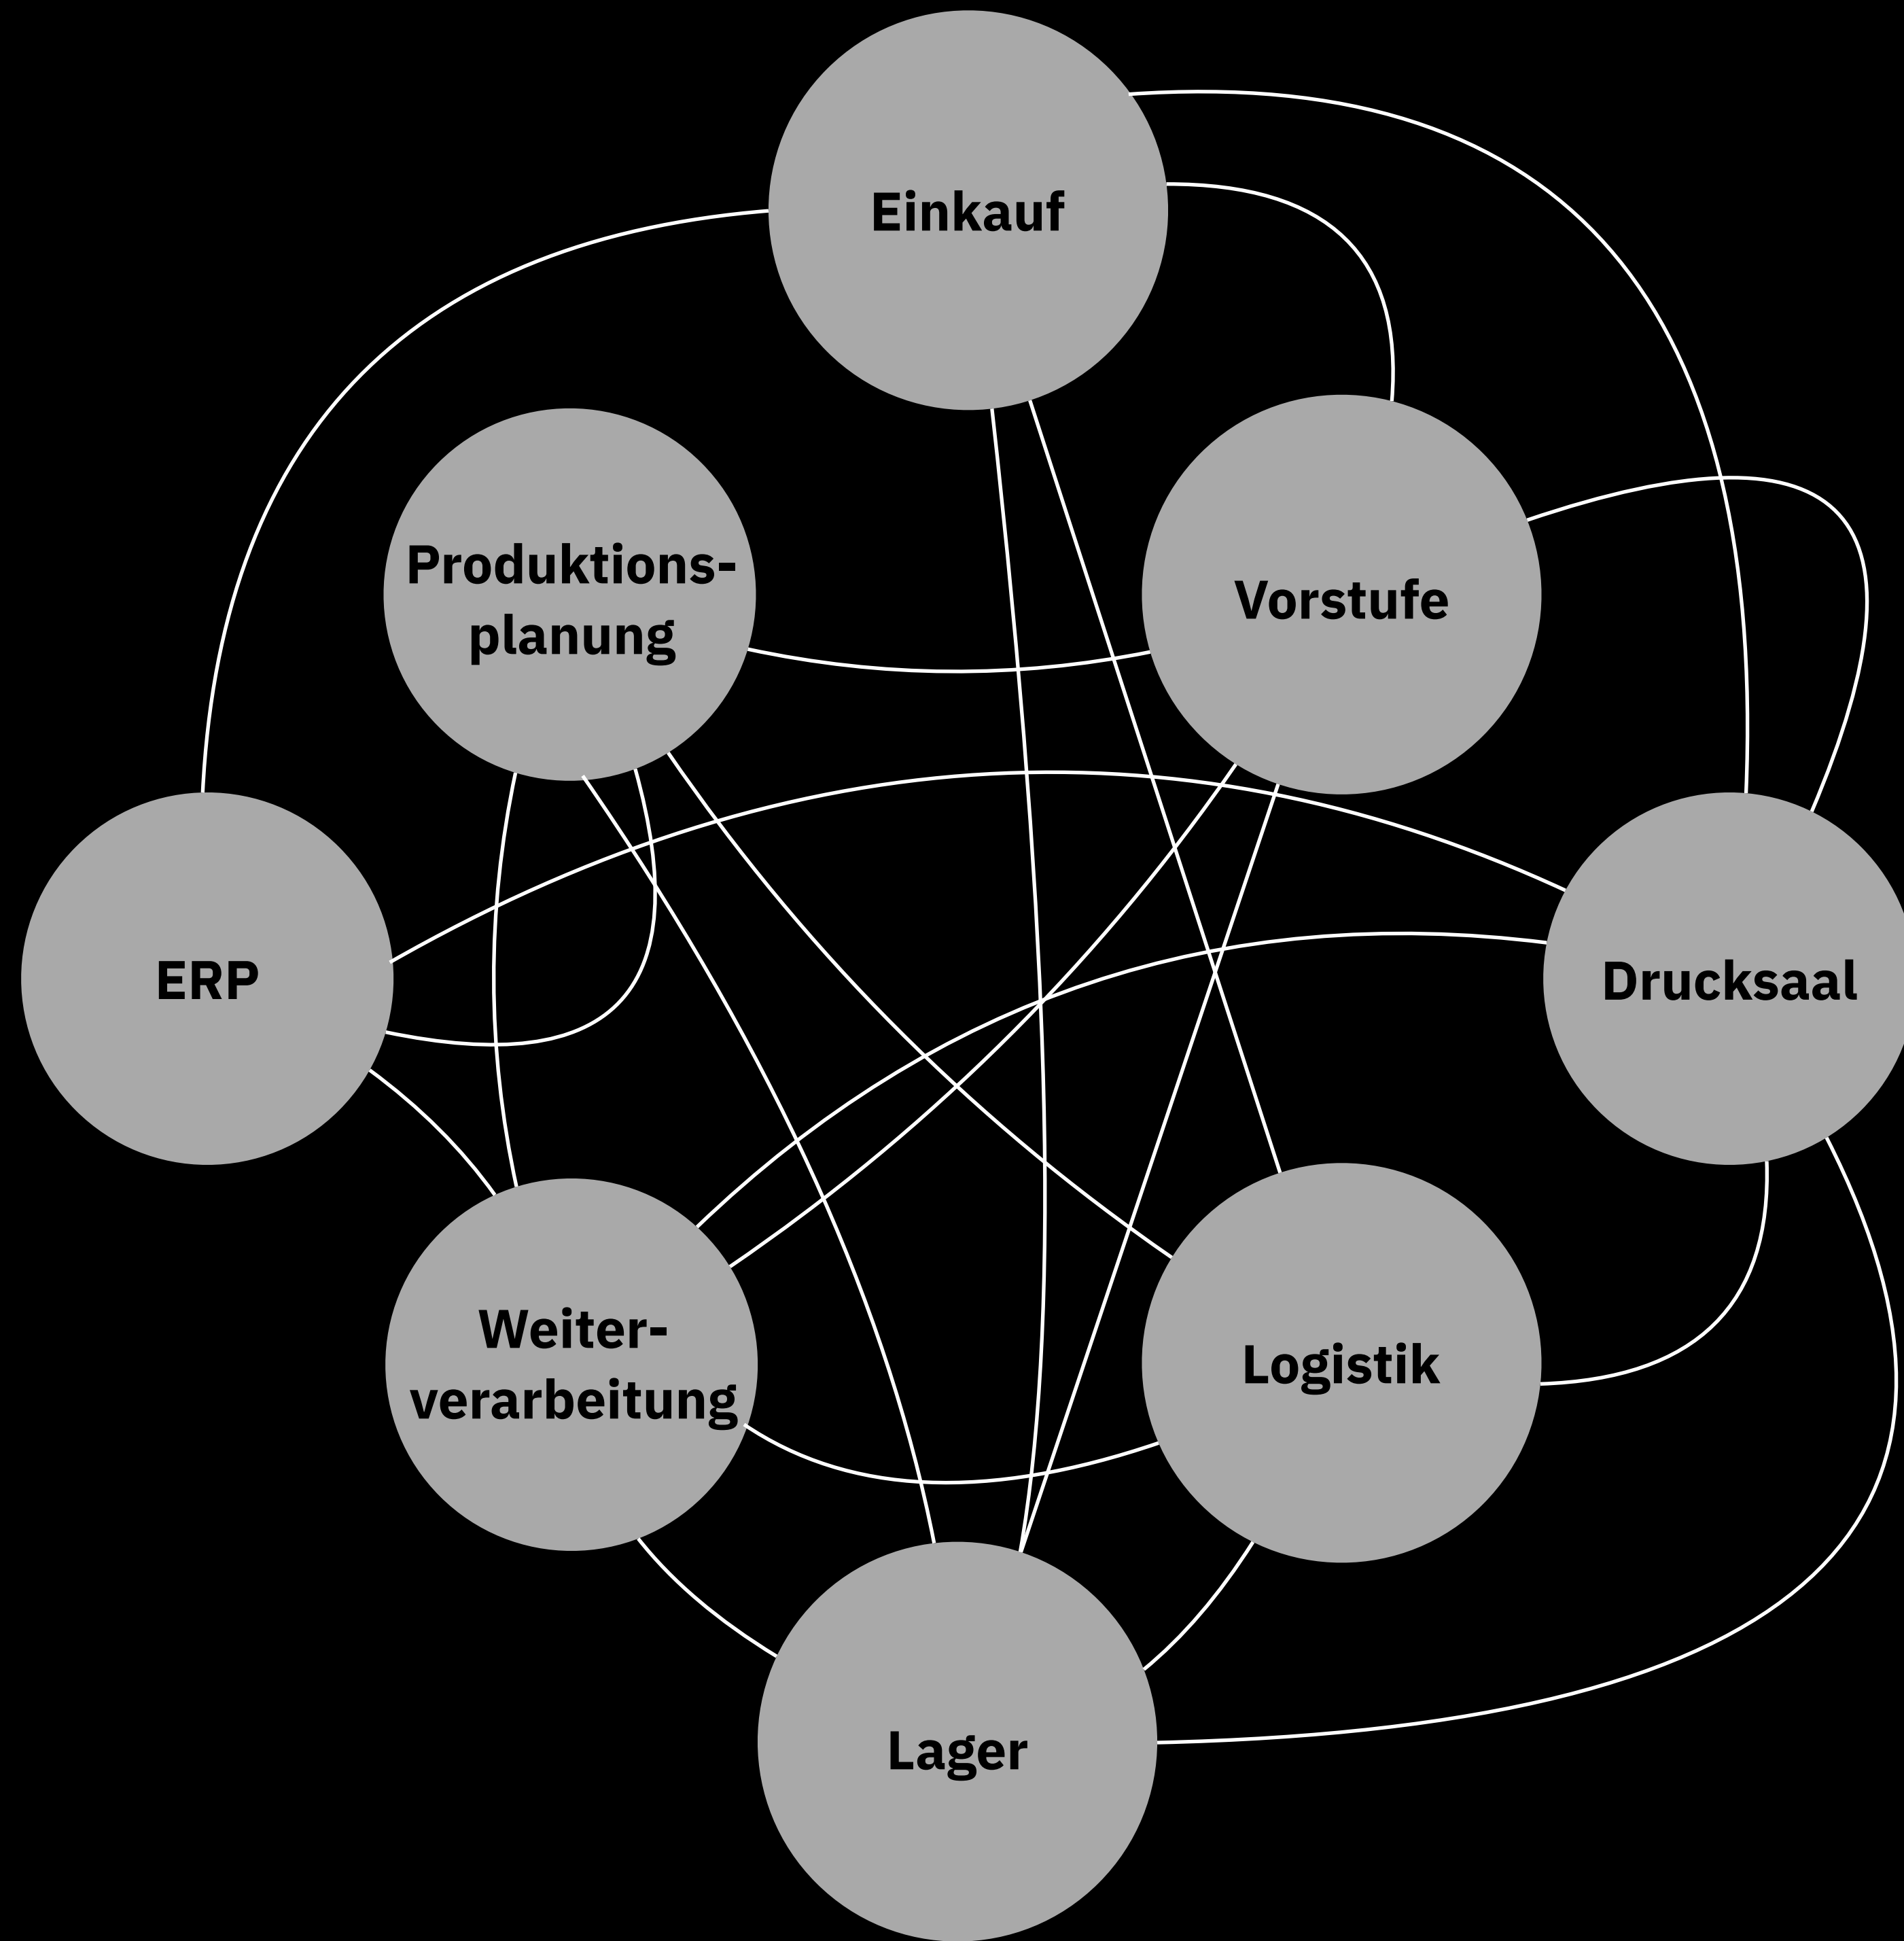 Einkauf
Produktions-
planung
Vorstufe
ERP
Drucksaal
Weiter-
verarbeitung
Logistik
Lager